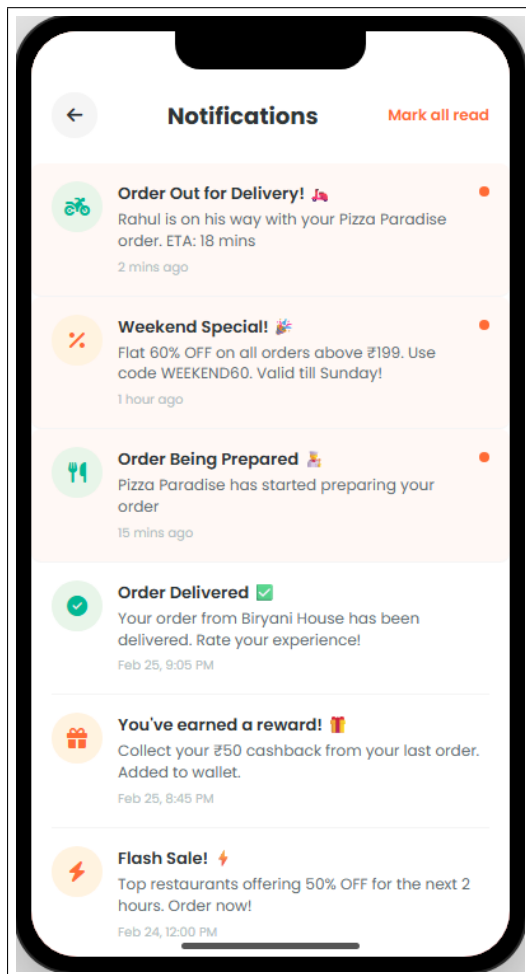 Notifications
Mark all read
Order Out for Delivery! 🛵
Rahul is on his way with your Pizza Paradise
order. ETA: 18 mins
2 mins ago
Weekend Special! 🎉
Flat 60% OFF on all orders above ₹199. Use
code WEEKEND60. Valid till Sunday!
1 hour ago
Order Being Prepared 👨‍🍳
Pizza Paradise has started preparing your
order
15 mins ago
Order Delivered ✅
Your order from Biryani House has been
delivered. Rate your experience!
Feb 25, 9:05 PM
You've earned a reward! 🎁
Collect your ₹50 cashback from your last order.
Added to wallet.
Feb 25, 8:45 PM
Flash Sale! ⚡
Top restaurants offering 50% OFF for the next 2
hours. Order now!
Feb 24, 12:00 PM